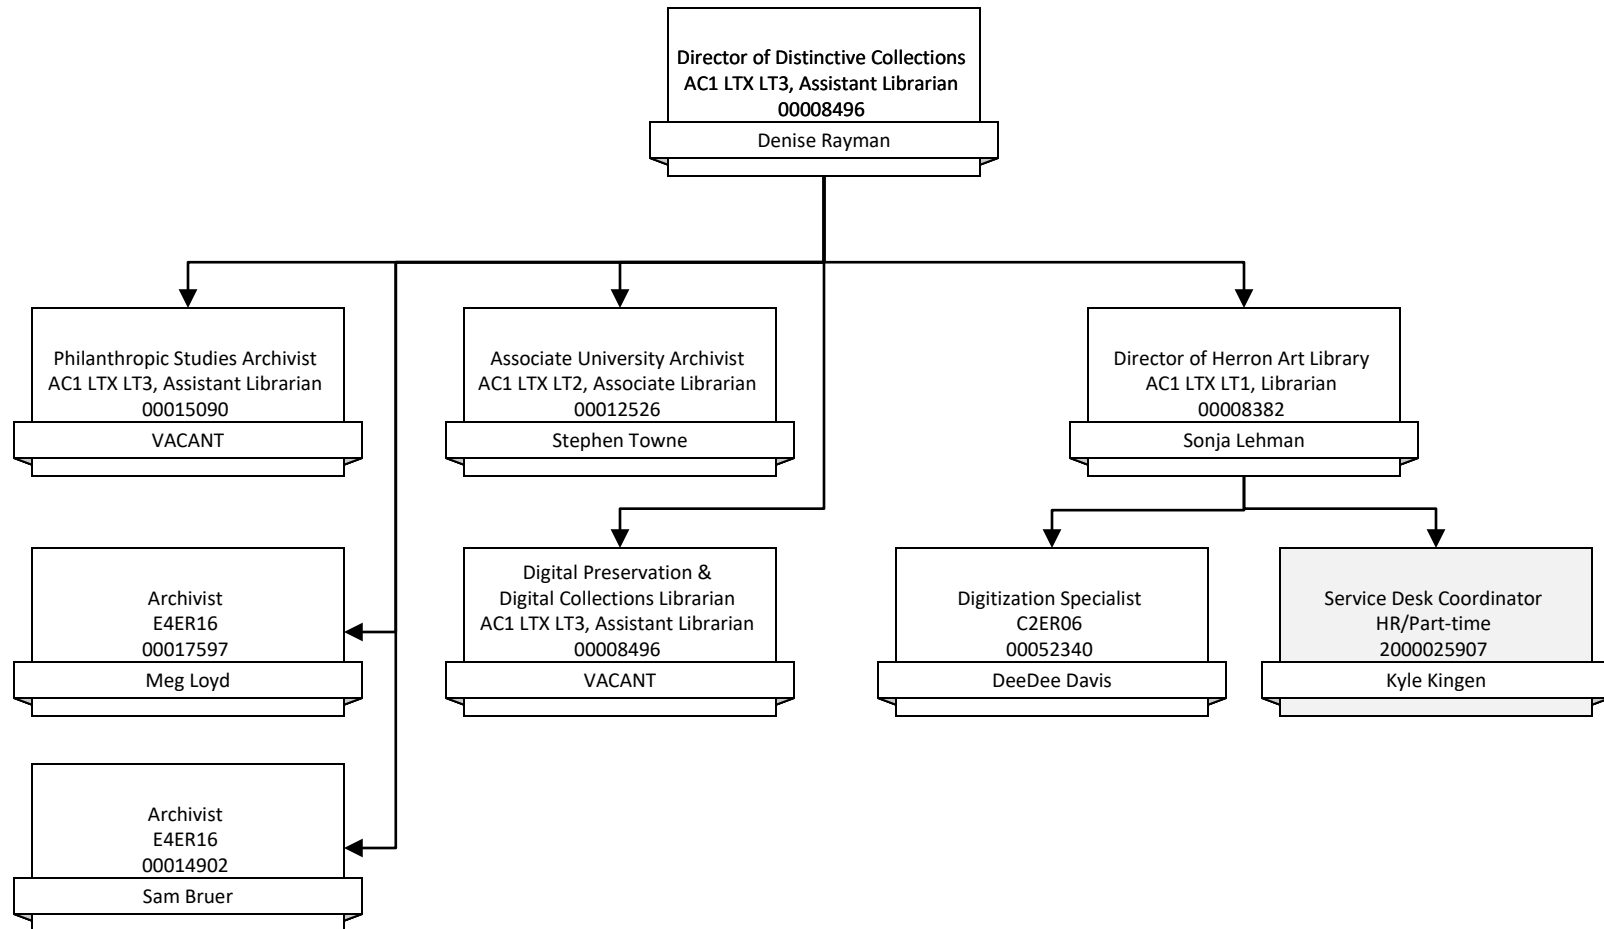 Director of Distinctive Collections
AC1 LTX LT3, Assistant Librarian
00008496
Denise Rayman
Philanthropic Studies Archivist
AC1 LTX LT3, Assistant Librarian
00015090
VACANT
Associate University Archivist
AC1 LTX LT2, Associate Librarian
00012526
Stephen Towne
Director of Herron Art Library
AC1 LTX LT1, Librarian
00008382
Sonja Lehman
Archivist
E4ER16
00017597
Meg Loyd
Digital Preservation &
Digital Collections Librarian
AC1 LTX LT3, Assistant Librarian
00008496
VACANT
Digitization Specialist
C2ER06
00052340
DeeDee Davis
Service Desk Coordinator
HR/Part-time
2000025907
Kyle Kingen
Archivist
E4ER16
00014902
Sam Bruer